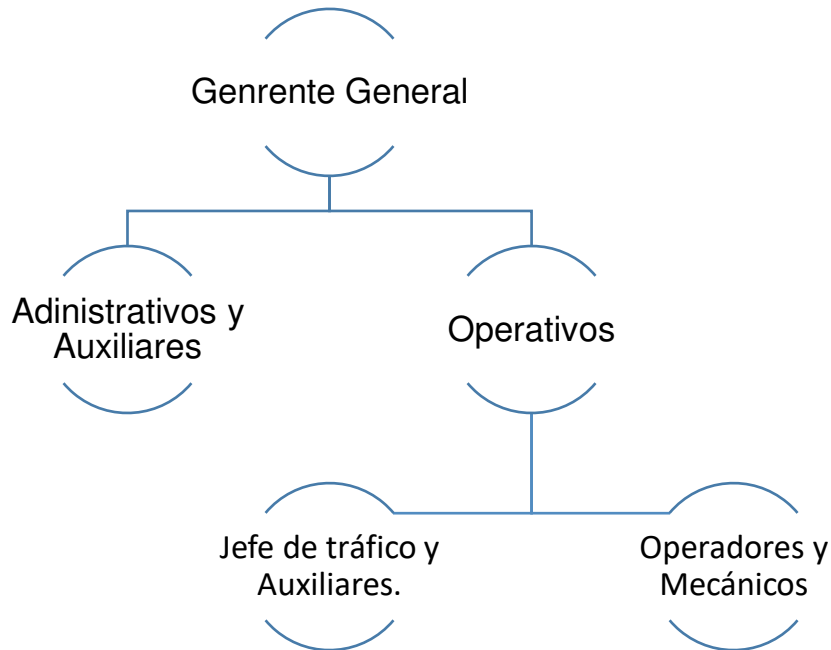 Genrente General
Adinistrativos y
Auxiliares
Operativos
Jefe de tráfico y
Auxiliares.
Operadores y
Mecánicos